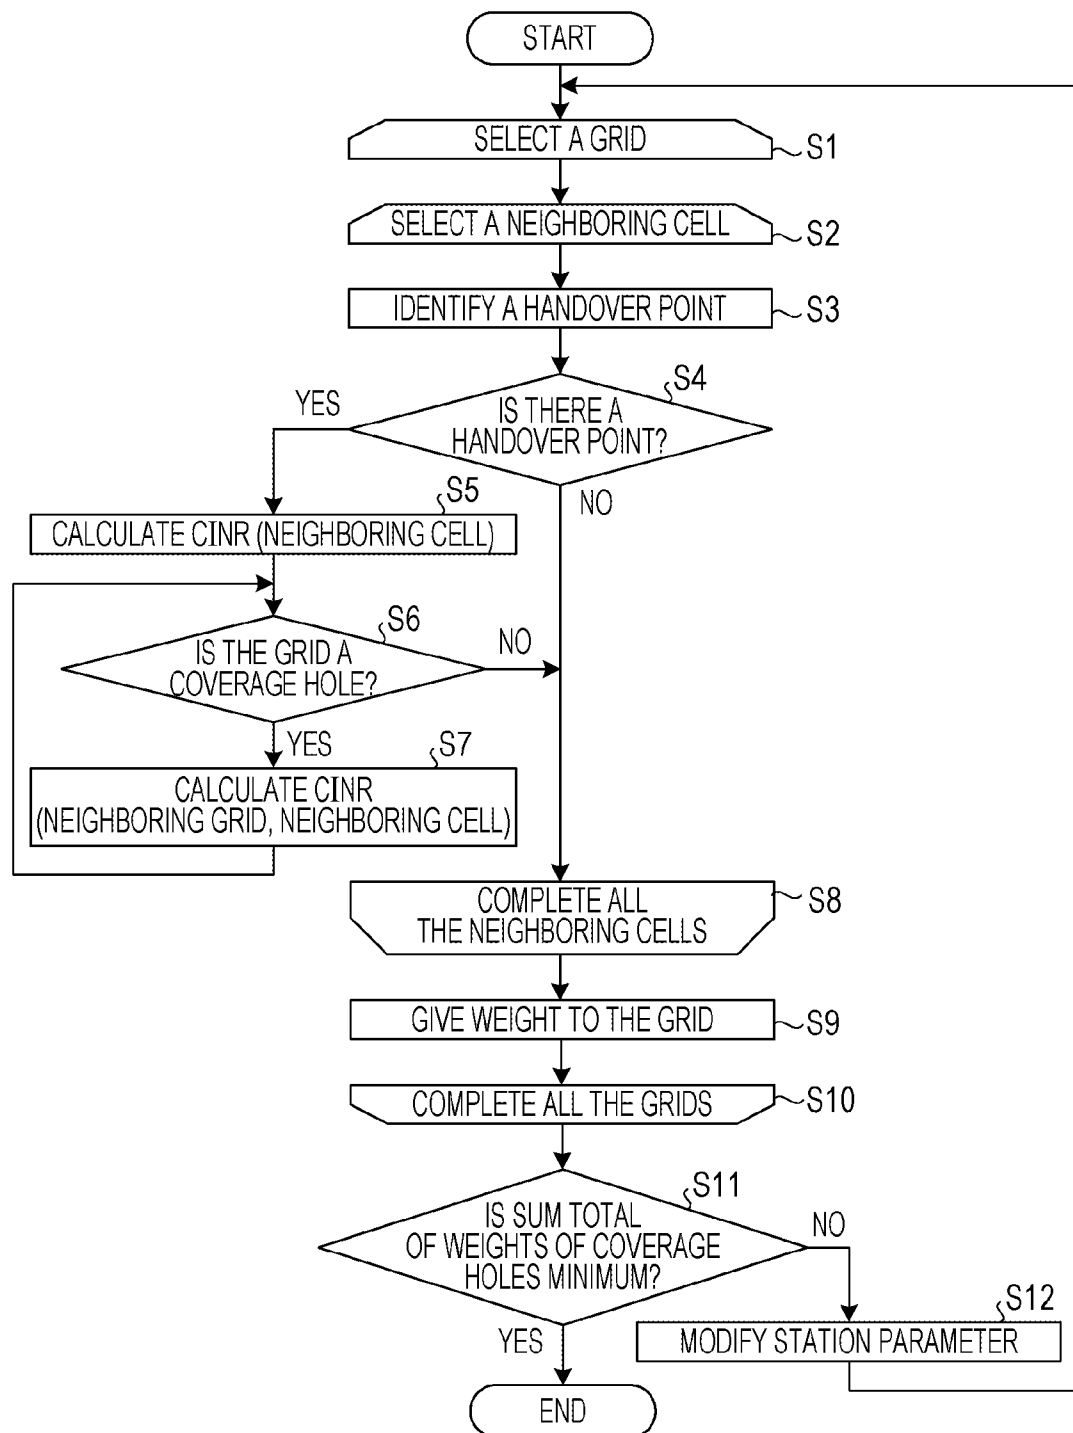 START
SELECT A GRID
S1
SELECT A NEIGHBORING CELL
S2
IDENTIFY A HANDOVER POINT
S3
S4
YES
IS THERE A
HANDOVER POINT?
NO
S5
CALCULATE CINR (NEIGHBORING CELL)
S6
IS THE GRID A
COVERAGE HOLE?
NO
YES
S7
CALCULATE CINR
(NEIGHBORING GRID, NEIGHBORING CELL)
COMPLETE ALL
THE NEIGHBORING CELLS
S8
GIVE WEIGHT TO THE GRID
S9
COMPLETE ALL THE GRIDS
S10
S11
IS SUM TOTAL
OF WEIGHTS OF COVERAGE
HOLES MINIMUM?
NO
S12
MODIFY STATION PARAMETER
YES
END